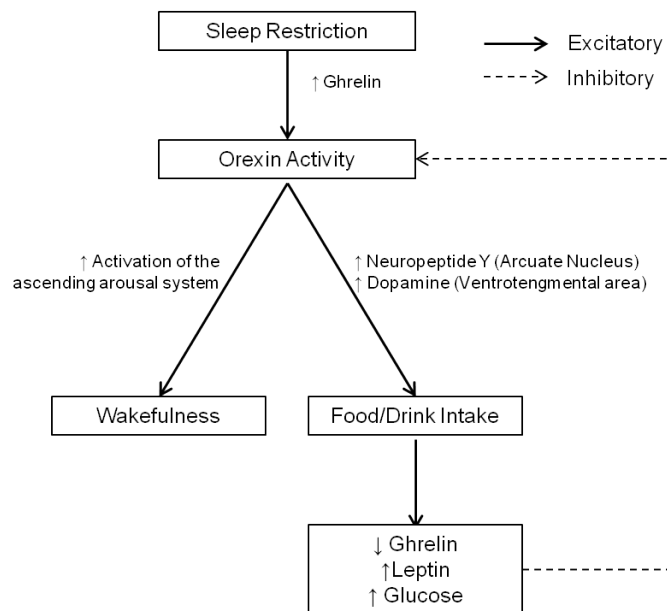 Sleep Restriction
Excitatory
Inhibitory
↑ Ghrelin
Orexin Activity
↑ Activation of the
ascending arousal system
↑ Neuropeptide Y (Arcuate Nucleus)
↑ Dopamine (Ventrotengmental area)
Wakefulness
Food/Drink Intake
↓ Ghrelin
↑Leptin
↑ Glucose